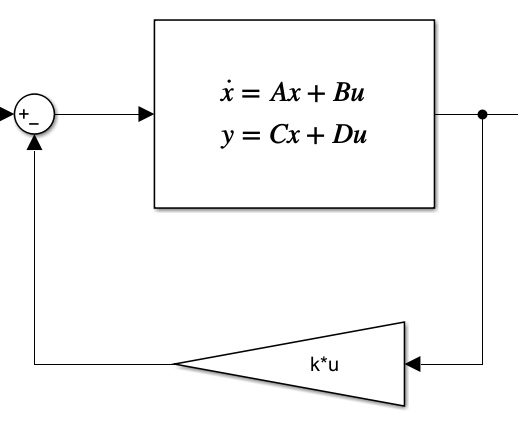 ẋ = Ax + Bu
y = Cx + Du
+
−
k*u